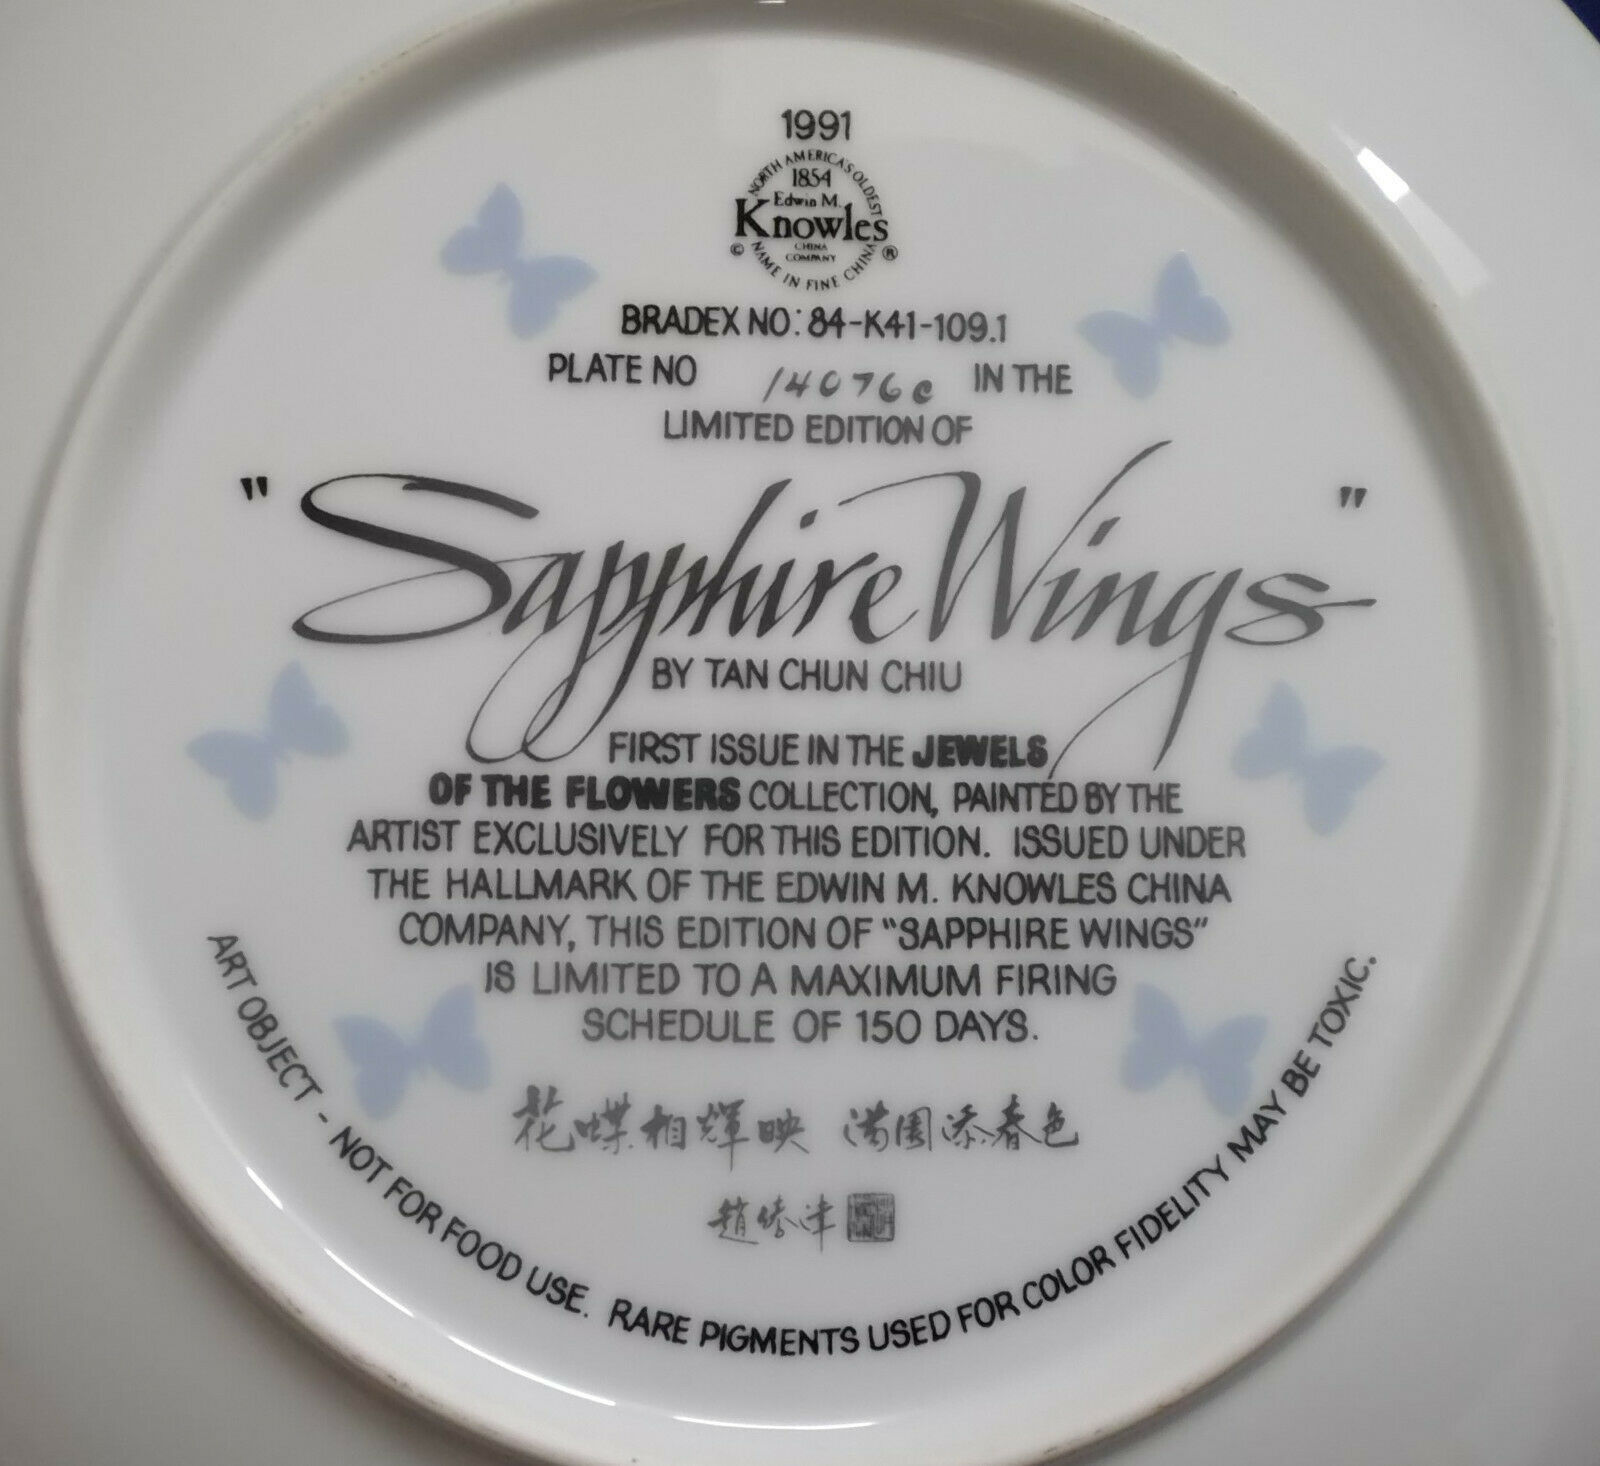 1991
NORTH AMERICA'S OLDEST
1854
Edwin M.
Knowles
CHINA
COMPANY
© NAME IN FINE CHINA ®
BRADEX NO: 84-K41-109.1
PLATE NO 14076c IN THE
LIMITED EDITION OF
"Sapphire Wings"
BY TAN CHUN CHIU
FIRST ISSUE IN THE JEWELS
OF THE FLOWERS COLLECTION, PAINTED BY THE
ARTIST EXCLUSIVELY FOR THIS EDITION. ISSUED UNDER
THE HALLMARK OF THE EDWIN M. KNOWLES CHINA
COMPANY, THIS EDITION OF "SAPPHIRE WINGS"
IS LIMITED TO A MAXIMUM FIRING
SCHEDULE OF 150 DAYS.
花蝶相輝映 满園添春色
ART OBJECT - NOT FOR FOOD USE. RARE PIGMENTS USED FOR COLOR FIDELITY MAY BE TOXIC.